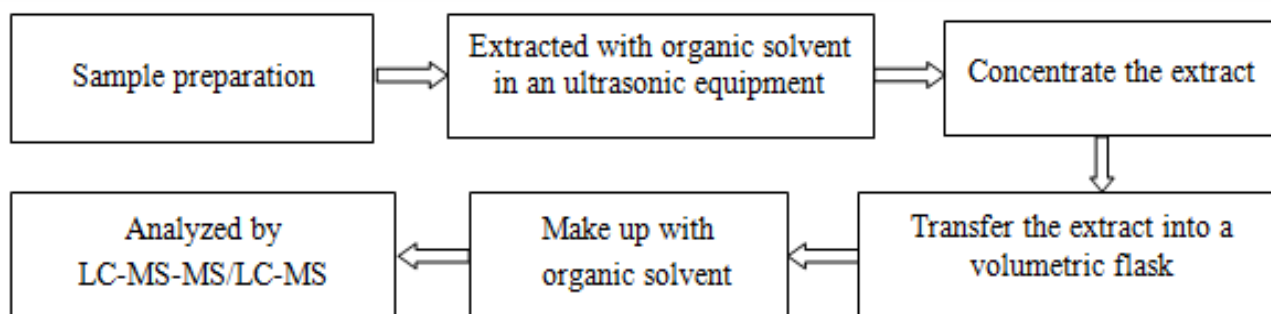 Sample preparation
Extracted with organic solvent
in an ultrasonic equipment
Concentrate the extract
Transfer the extract into a
volumetric flask
Make up with
organic solvent
Analyzed by
LC-MS-MS/LC-MS